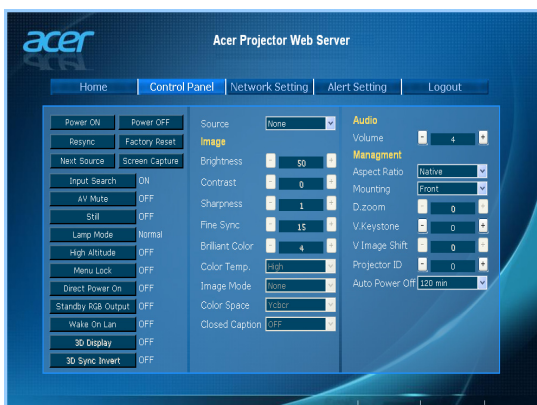 acer
Acer Projector Web Server
Home Control Panel Network Setting Alert Setting Logout
Power ON Power OFF
Resync Factory Reset
Next Source Screen Capture
Input Search ON
AV Mute OFF
Still OFF
Lamp Mode Normal
High Altitude OFF
Menu Lock OFF
Direct Power On OFF
Standby RGB Output OFF
Wake On Lan OFF
3D Display OFF
3D Sync Invert OFF
Source None
Image
Brightness - 50 +
Contrast - 0 +
Sharpness - 1 +
Fine Sync - 15 +
Brilliant Color - 4 +
Color Temp. High
Image Mode None
Color Space Ycbcr
Closed Caption OFF
Audio
Volume - 4 +
Managment
Aspect Ratio Native
Mounting Front
D.zoom - 0 +
V.Keystone - 0 +
V Image Shift - 0 +
Projector ID - 0 +
Auto Power Off 120 min